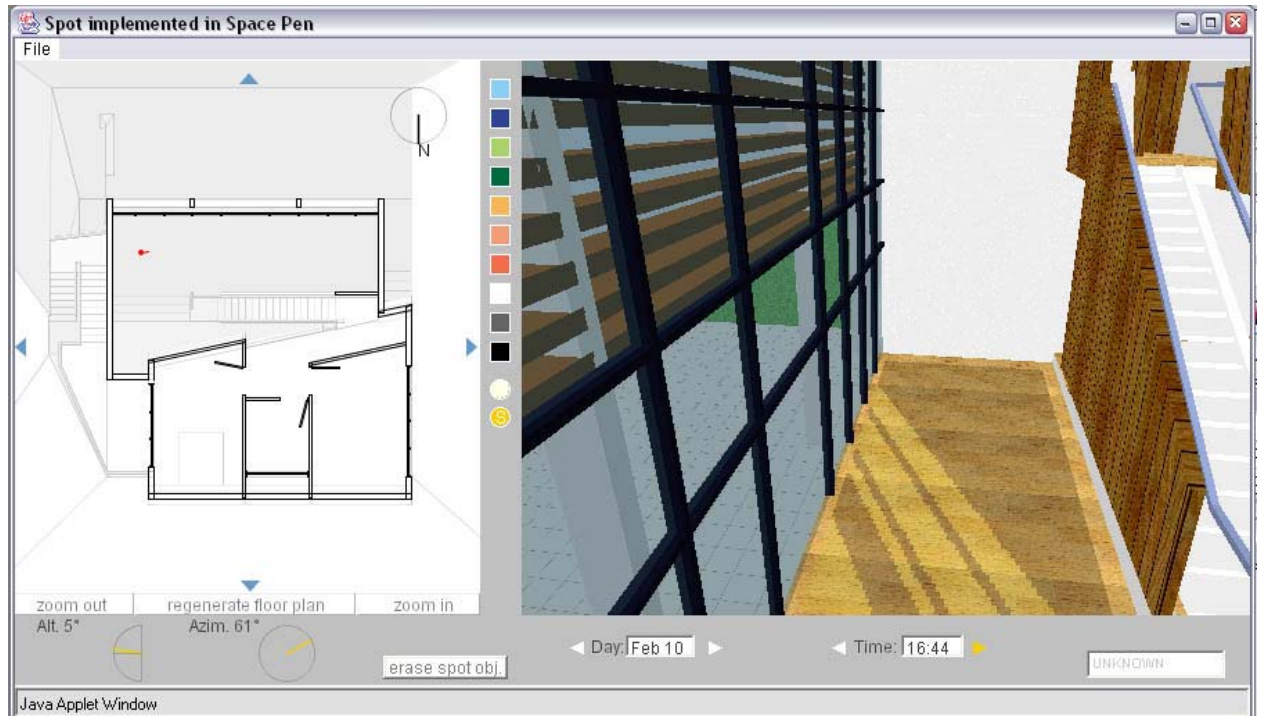 Spot implemented in Space Pen
File
N
S
zoom out regenerate floor plan zoom in
Alt. 5° Azim. 61°
Day: Feb 10 Time: 16:44
erase spot obj. UNKNOWN
Java Applet Window